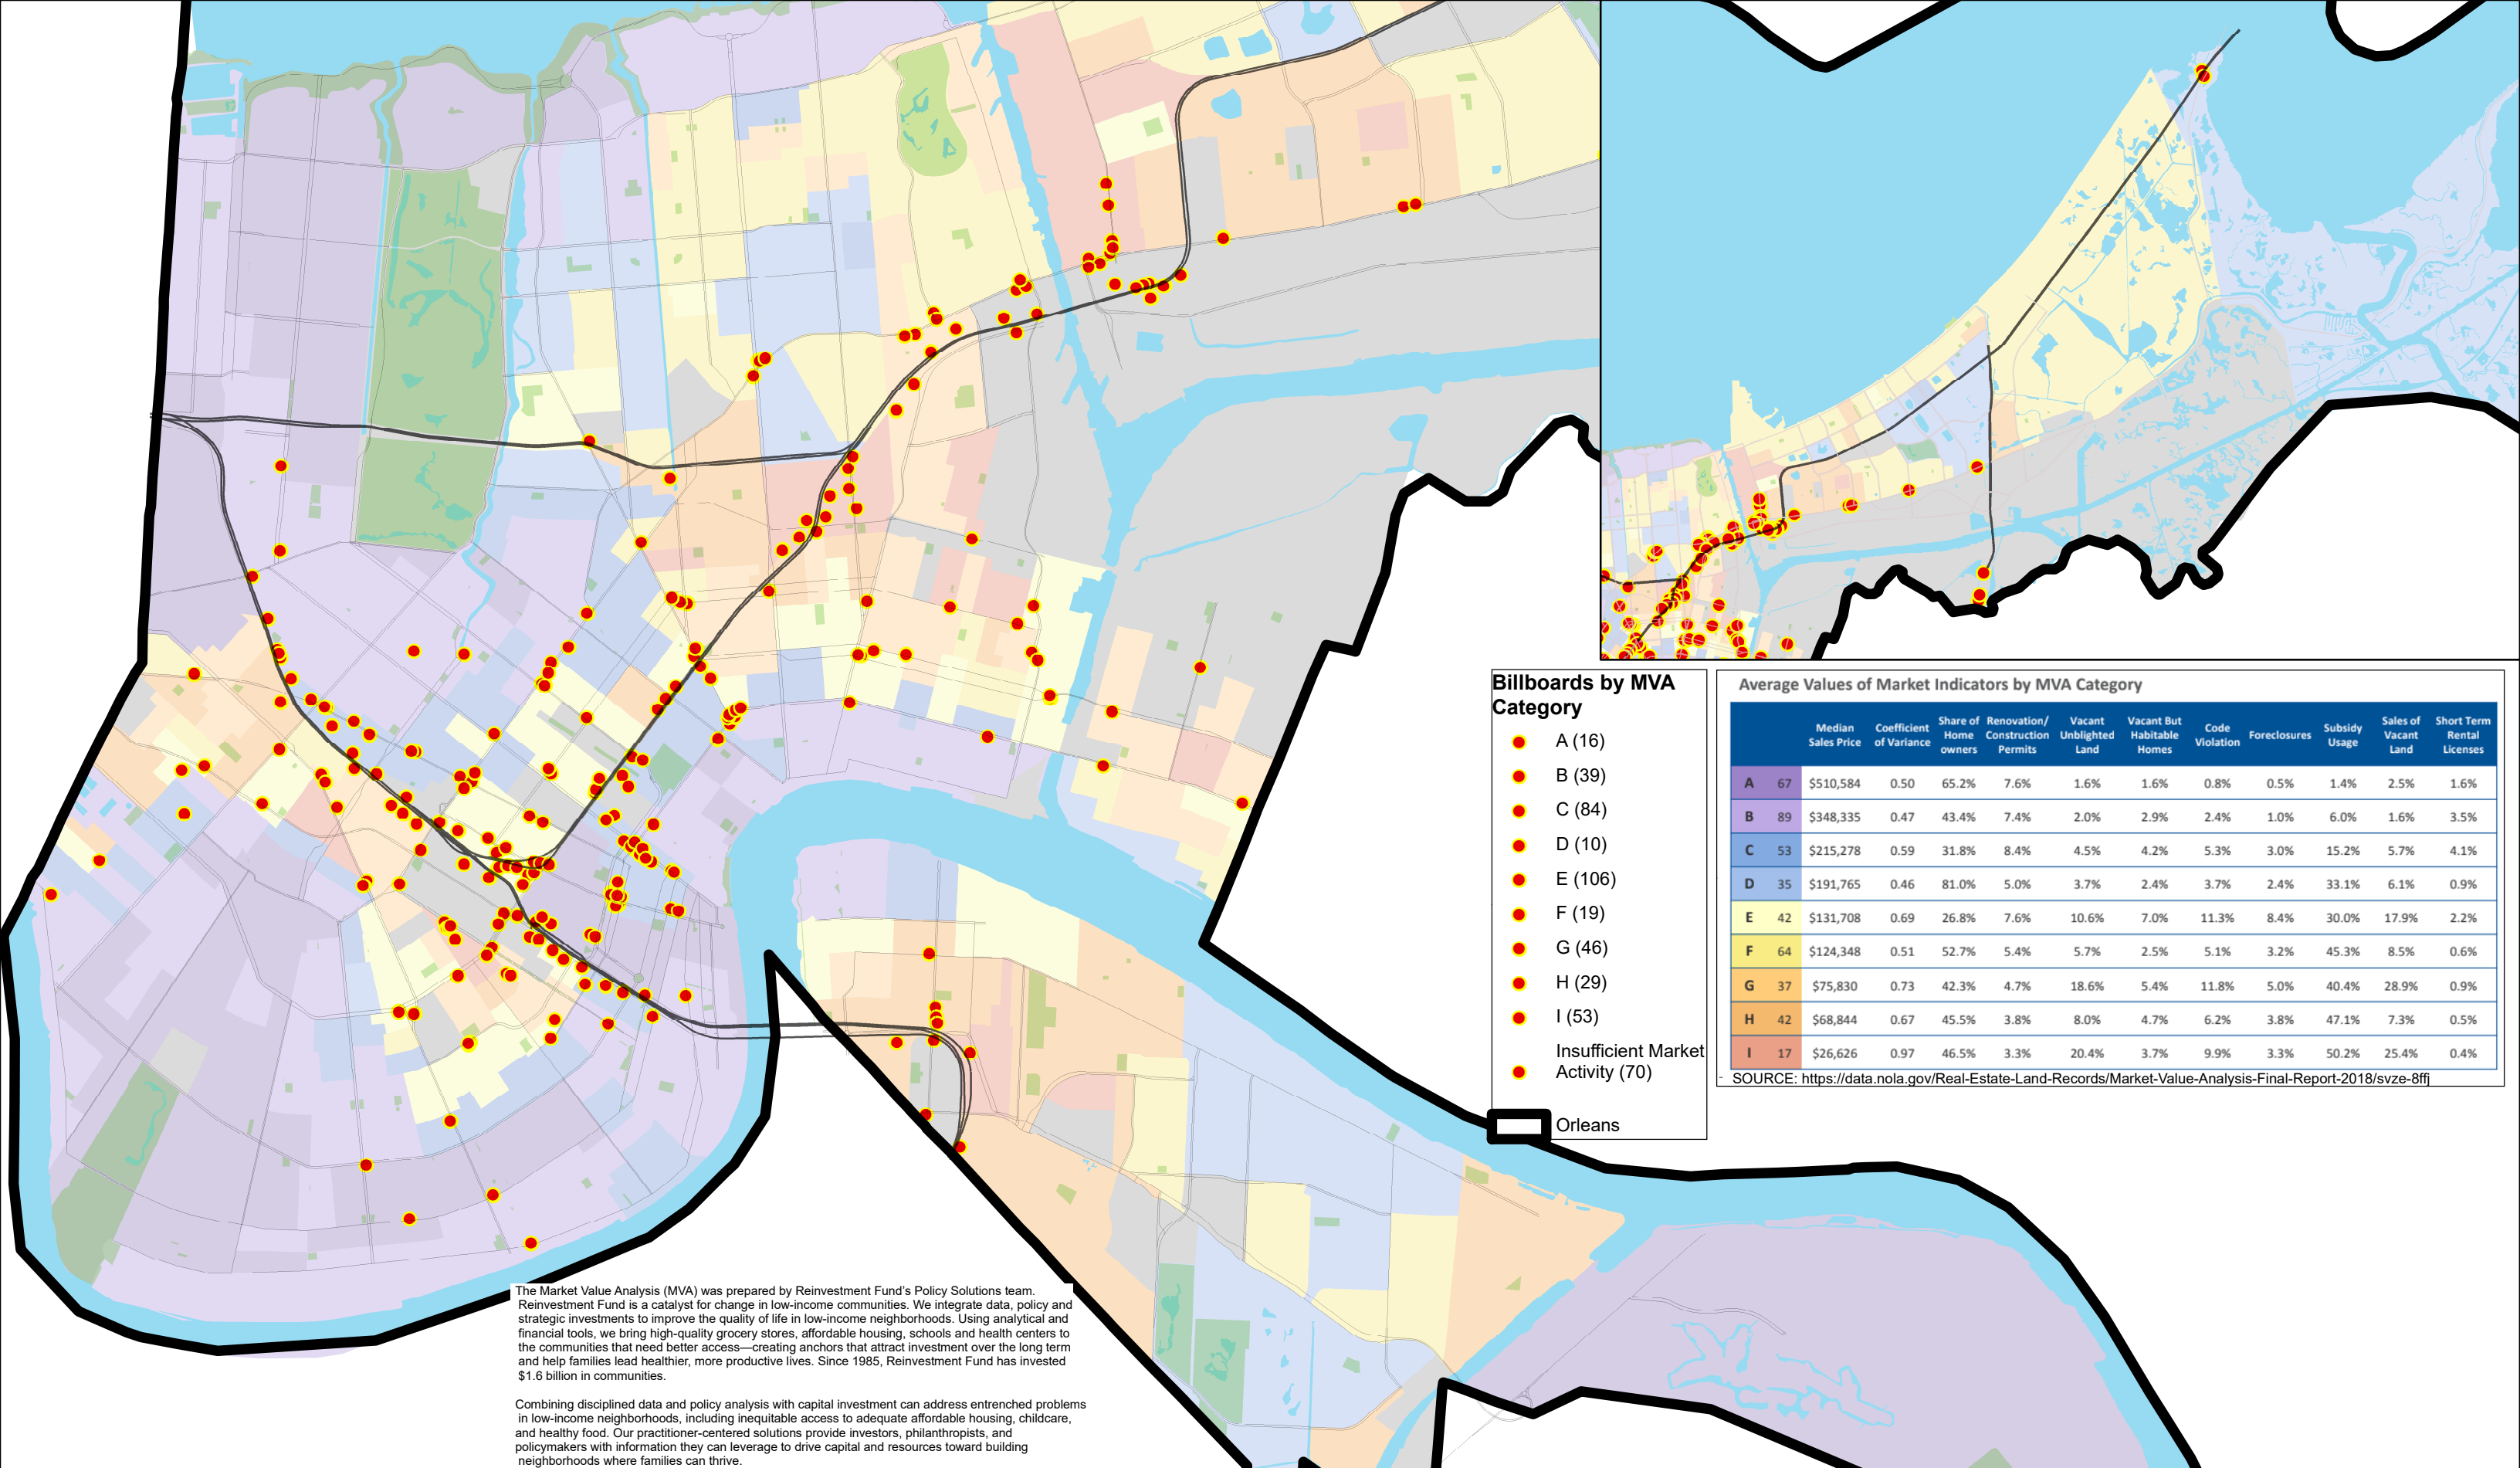 Billboards by MVA
Category
A (16)
B (39)
C (84)
D (10)
E (106)
F (19)
G (46)
H (29)
I (53)
Insufficient Market
Activity (70)
Orleans
Average Values of Market Indicators by MVA Category
Median Sales Price Coefficient of Variance Share of Home owners Renovation/ Construction Permits Vacant Unblighted Land Vacant But Habitable Homes Code Violation Foreclosures Subsidy Usage Sales of Vacant Land Short Term Rental Licenses
A 67 $510,584 0.50 65.2% 7.6% 1.6% 1.6% 0.8% 0.5% 1.4% 2.5% 1.6%
B 89 $348,335 0.47 43.4% 7.4% 2.0% 2.9% 2.4% 1.0% 6.0% 1.6% 3.5%
C 53 $215,278 0.59 31.8% 8.4% 4.5% 4.2% 5.3% 3.0% 15.2% 5.7% 4.1%
D 35 $191,765 0.46 81.0% 5.0% 3.7% 2.4% 3.7% 2.4% 33.1% 6.1% 0.9%
E 42 $131,708 0.69 26.8% 7.6% 10.6% 7.0% 11.3% 8.4% 30.0% 17.9% 2.2%
F 64 $124,348 0.51 52.7% 5.4% 5.7% 2.5% 5.1% 3.2% 45.3% 8.5% 0.6%
G 37 $75,830 0.73 42.3% 4.7% 18.6% 5.4% 11.8% 5.0% 40.4% 28.9% 0.9%
H 42 $68,844 0.67 45.5% 3.8% 8.0% 4.7% 6.2% 3.8% 47.1% 7.3% 0.5%
I 17 $26,626 0.97 46.5% 3.3% 20.4% 3.7% 9.9% 3.3% 50.2% 25.4% 0.4%
SOURCE: https://data.nola.gov/Real-Estate-Land-Records/Market-Value-Analysis-Final-Report-2018/svze-8ffj
The Market Value Analysis (MVA) was prepared by Reinvestment Fund's Policy Solutions team.
Reinvestment Fund is a catalyst for change in low-income communities. We integrate data, policy and
strategic investments to improve the quality of life in low-income neighborhoods. Using analytical and
financial tools, we bring high-quality grocery stores, affordable housing, schools and health centers to
the communities that need better access—creating anchors that attract investment over the long term
and help families lead healthier, more productive lives. Since 1985, Reinvestment Fund has invested
$1.6 billion in communities.
Combining disciplined data and policy analysis with capital investment can address entrenched problems
in low-income neighborhoods, including inequitable access to adequate affordable housing, childcare,
and healthy food. Our practitioner-centered solutions provide investors, philanthropists, and
policymakers with information they can leverage to drive capital and resources toward building
neighborhoods where families can thrive.